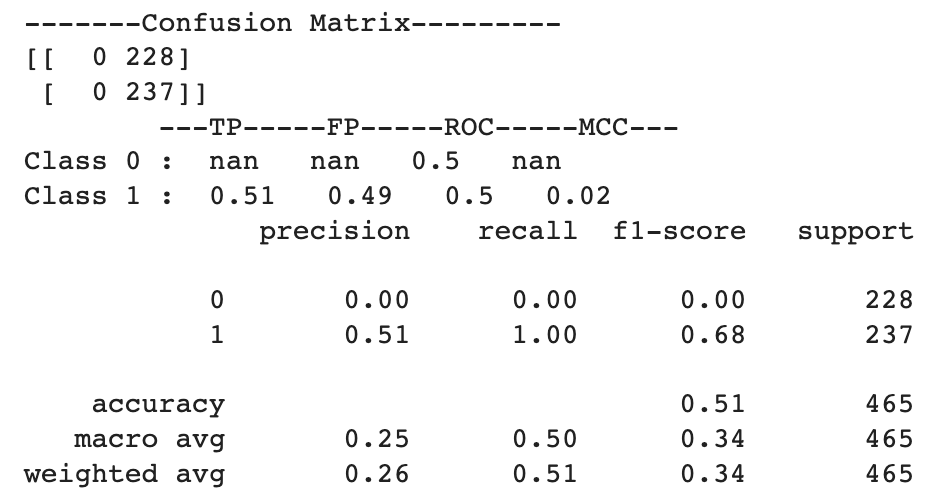 -------Confusion Matrix---------
[[  0 228]
 [  0 237]]
        ---TP-----FP-----ROC-----MCC---
Class 0 :  nan   nan   0.5   nan
Class 1 :  0.51   0.49   0.5   0.02
              precision    recall  f1-score   support

           0       0.00      0.00      0.00       228
           1       0.51      1.00      0.68       237

    accuracy                           0.51       465
   macro avg       0.25      0.50      0.34       465
weighted avg       0.26      0.51      0.34       465